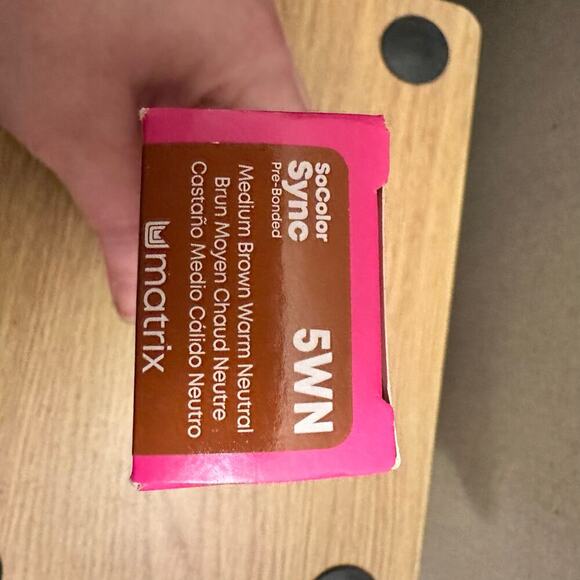 SoColor
Sync
Pre-Bonded
5WN
Medium Brown Warm Neutral
Brun Moyen Chaud Neutre
Castaño Medio Cálido Neutro
matrix